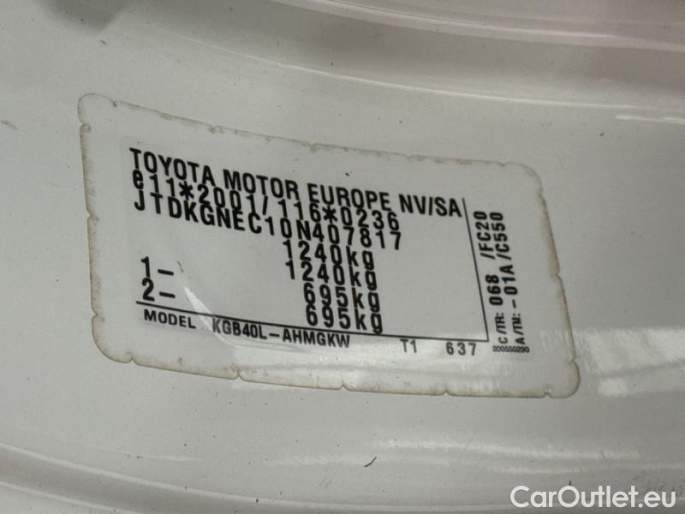 TOYOTA MOTOR EUROPE NV/SA
e11*2001/116*0236
JTDKGNEC10N407817
1240kg
1- 1240kg
2- 695kg
695kg
MODEL KGB40L-AHMGKW T1 637
C/TR: 068 /FC20
A/TM: -01A/C550
CarOutlet.eu